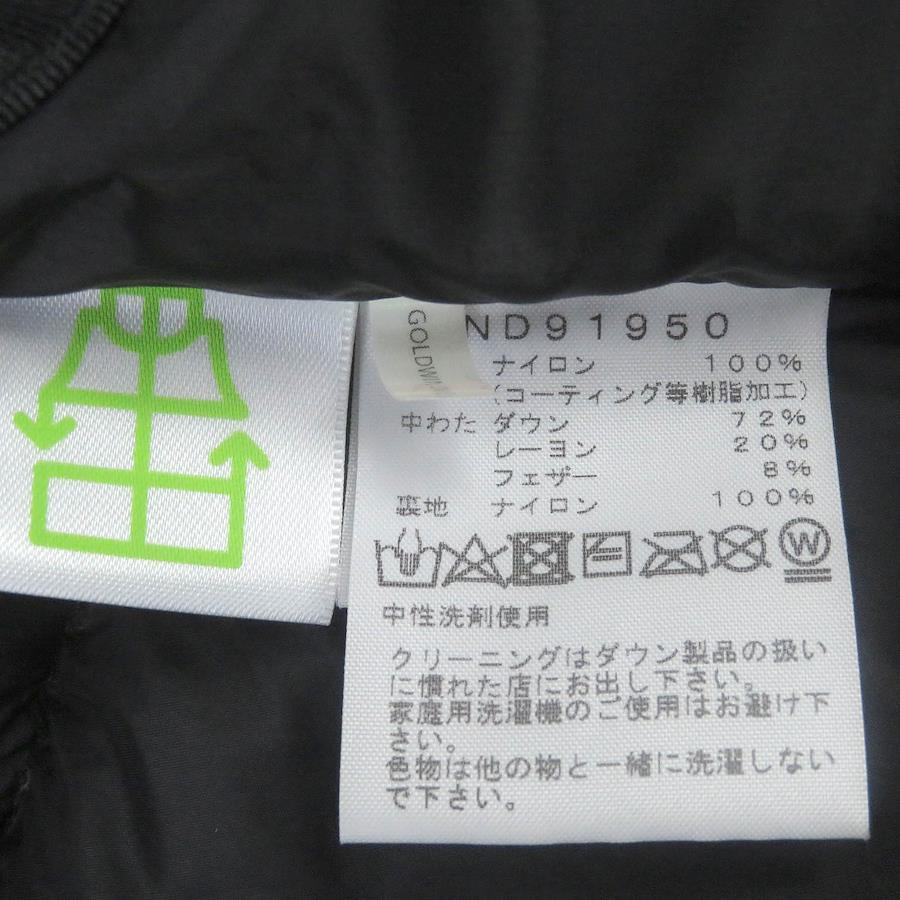 GOLDWIN
ND91950
ナイロン 100%
(コーティング等樹脂加工)
中わた ダウン 72%
レーヨン 20%
フェザー 8%
裏地 ナイロン 100%
W
中性洗剤使用
クリーニングはダウン製品の扱い
に慣れた店にお出し下さい。
家庭用洗濯機のご使用はお避け下
さい。
色物は他の物と一緒に洗濯しない
で下さい。